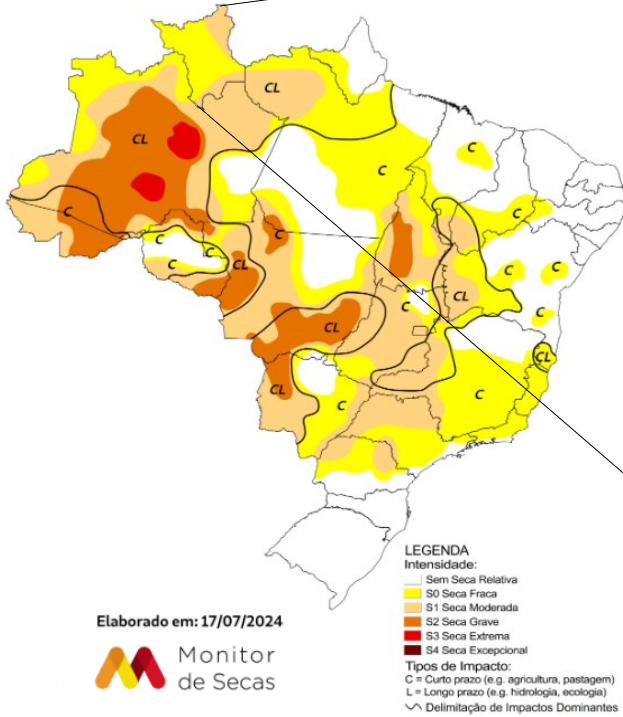 CL
CL
C
C
C
C
C
C
CL
C
C
C
CL
C
C
CL
CL
CL
C
C
LEGENDA
Intensidade:
Sem Seca Relativa
S0 Seca Fraca
S1 Seca Moderada
S2 Seca Grave
S3 Seca Extrema
S4 Seca Excepcional
Tipos de Impacto:
C = Curto prazo (e.g. agricultura, pastagem)
L = Longo prazo (e.g. hidrologia, ecologia)
Delimitação de Impactos Dominantes
Elaborado em: 17/07/2024
Monitor
de Secas